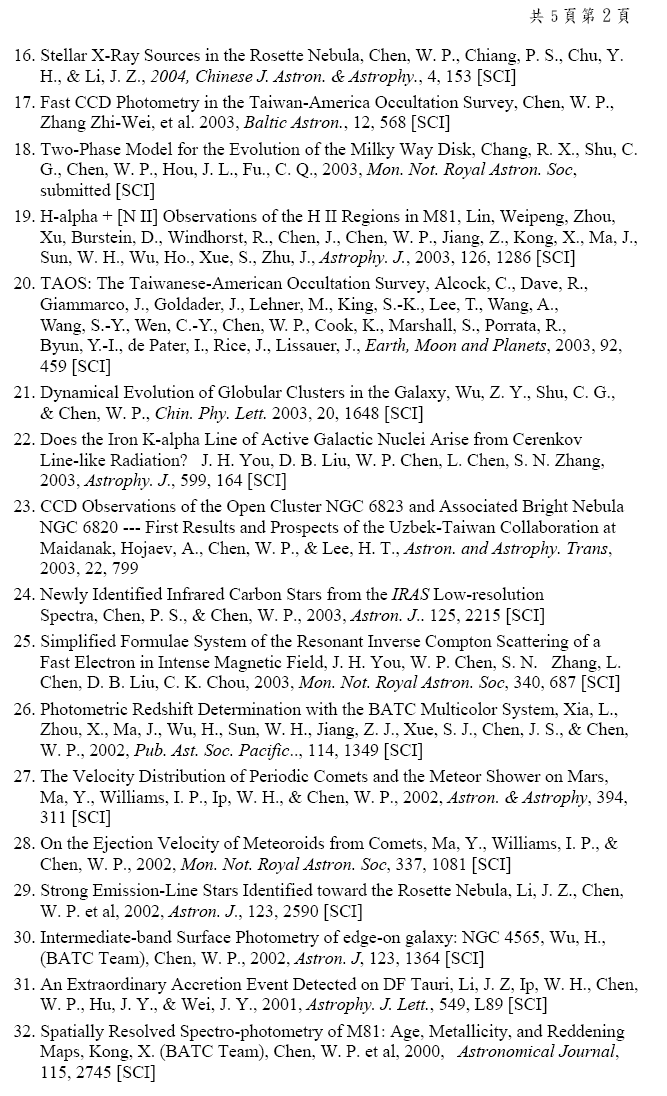 共 5 頁第 2 頁
16. Stellar X-Ray Sources in the Rosette Nebula, Chen, W. P., Chiang, P. S., Chu, Y.
H., & Li, J. Z., 2004, Chinese J. Astron. & Astrophy., 4, 153 [SCI]
17. Fast CCD Photometry in the Taiwan-America Occultation Survey, Chen, W. P.,
Zhang Zhi-Wei, et al. 2003, Baltic Astron., 12, 568 [SCI]
18. Two-Phase Model for the Evolution of the Milky Way Disk, Chang, R. X., Shu, C.
G., Chen, W. P., Hou, J. L., Fu., C. Q., 2003, Mon. Not. Royal Astron. Soc,
submitted [SCI]
19. H-alpha + [N II] Observations of the H II Regions in M81, Lin, Weipeng, Zhou,
Xu, Burstein, D., Windhorst, R., Chen, J., Chen, W. P., Jiang, Z., Kong, X., Ma, J.,
Sun, W. H., Wu, Ho., Xue, S., Zhu, J., Astrophy. J., 2003, 126, 1286 [SCI]
20. TAOS: The Taiwanese-American Occultation Survey, Alcock, C., Dave, R.,
Giammarco, J., Goldader, J., Lehner, M., King, S.-K., Lee, T., Wang, A.,
Wang, S.-Y., Wen, C.-Y., Chen, W. P., Cook, K., Marshall, S., Porrata, R.,
Byun, Y.-I., de Pater, I., Rice, J., Lissauer, J., Earth, Moon and Planets, 2003, 92,
459 [SCI]
21. Dynamical Evolution of Globular Clusters in the Galaxy, Wu, Z. Y., Shu, C. G.,
& Chen, W. P., Chin. Phy. Lett. 2003, 20, 1648 [SCI]
22. Does the Iron K-alpha Line of Active Galactic Nuclei Arise from Cerenkov
Line-like Radiation? J. H. You, D. B. Liu, W. P. Chen, L. Chen, S. N. Zhang,
2003, Astrophy. J., 599, 164 [SCI]
23. CCD Observations of the Open Cluster NGC 6823 and Associated Bright Nebula
NGC 6820 --- First Results and Prospects of the Uzbek-Taiwan Collaboration at
Maidanak, Hojaev, A., Chen, W. P., & Lee, H. T., Astron. and Astrophy. Trans,
2003, 22, 799
24. Newly Identified Infrared Carbon Stars from the IRAS Low-resolution
Spectra, Chen, P. S., & Chen, W. P., 2003, Astron. J.. 125, 2215 [SCI]
25. Simplified Formulae System of the Resonant Inverse Compton Scattering of a
Fast Electron in Intense Magnetic Field, J. H. You, W. P. Chen, S. N. Zhang, L.
Chen, D. B. Liu, C. K. Chou, 2003, Mon. Not. Royal Astron. Soc, 340, 687 [SCI]
26. Photometric Redshift Determination with the BATC Multicolor System, Xia, L.,
Zhou, X., Ma, J., Wu, H., Sun, W. H., Jiang, Z. J., Xue, S. J., Chen, J. S., & Chen,
W. P., 2002, Pub. Ast. Soc. Pacific.., 114, 1349 [SCI]
27. The Velocity Distribution of Periodic Comets and the Meteor Shower on Mars,
Ma, Y., Williams, I. P., Ip, W. H., & Chen, W. P., 2002, Astron. & Astrophy, 394,
311 [SCI]
28. On the Ejection Velocity of Meteoroids from Comets, Ma, Y., Williams, I. P., &
Chen, W. P., 2002, Mon. Not. Royal Astron. Soc, 337, 1081 [SCI]
29. Strong Emission-Line Stars Identified toward the Rosette Nebula, Li, J. Z., Chen,
W. P. et al, 2002, Astron. J., 123, 2590 [SCI]
30. Intermediate-band Surface Photometry of edge-on galaxy: NGC 4565, Wu, H.,
(BATC Team), Chen, W. P., 2002, Astron. J, 123, 1364 [SCI]
31. An Extraordinary Accretion Event Detected on DF Tauri, Li, J. Z, Ip, W. H., Chen,
W. P., Hu, J. Y., & Wei, J. Y., 2001, Astrophy. J. Lett., 549, L89 [SCI]
32. Spatially Resolved Spectro-photometry of M81: Age, Metallicity, and Reddening
Maps, Kong, X. (BATC Team), Chen, W. P. et al, 2000, Astronomical Journal,
115, 2745 [SCI]